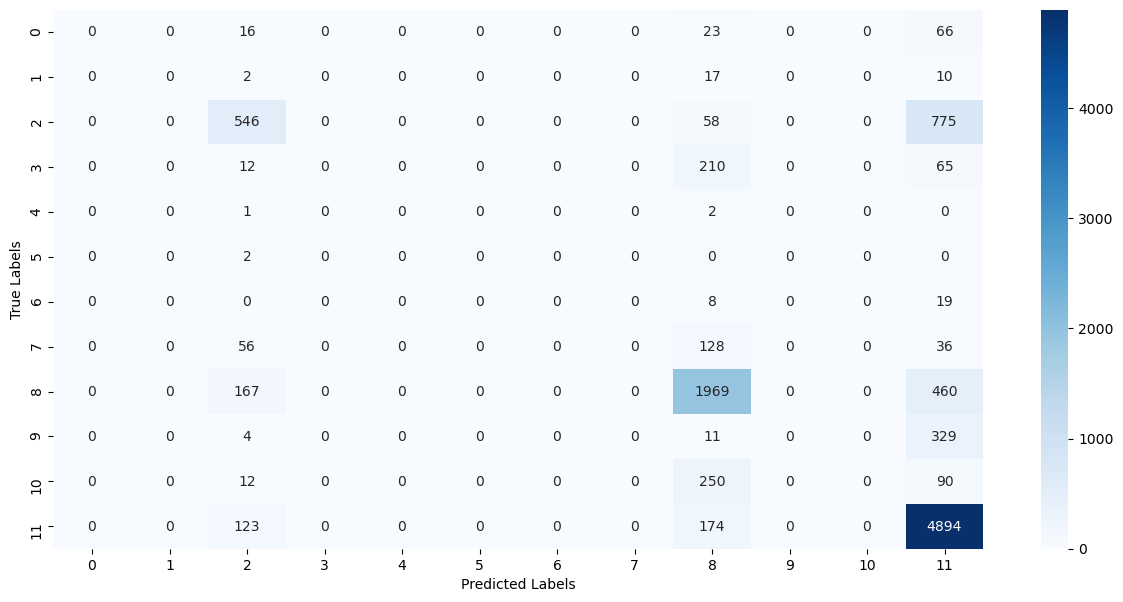 0 0 0 16 0 0 0 0 0 23 0 0 66
1 0 0 2 0 0 0 0 0 17 0 0 10
2 0 0 546 0 0 0 0 0 58 0 0 775
3 0 0 12 0 0 0 0 0 210 0 0 65
4 0 0 1 0 0 0 0 0 2 0 0 0
5 0 0 2 0 0 0 0 0 0 0 0 0
6 0 0 0 0 0 0 0 0 8 0 0 19
7 0 0 56 0 0 0 0 0 128 0 0 36
8 0 0 167 0 0 0 0 0 1969 0 0 460
9 0 0 4 0 0 0 0 0 11 0 0 329
10 0 0 12 0 0 0 0 0 250 0 0 90
11 0 0 123 0 0 0 0 0 174 0 0 4894
0 1 2 3 4 5 6 7 8 9 10 11
Predicted Labels
True Labels
4000
3000
2000
1000
0